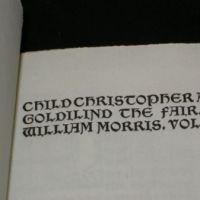 CHILD CHRISTOPHER A
GOLDILIND THE FAIR.
WILLIAM MORRIS. VOL